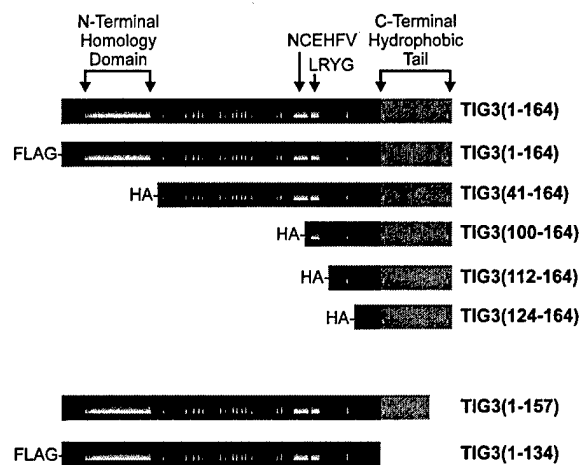 N-Terminal
Homology
Domain
NCEHFV
LRYG
C-Terminal
Hydrophobic
Tail
TIG3(1-164)
FLAG- TIG3(1-164)
HA- TIG3(41-164)
HA- TIG3(100-164)
HA- TIG3(112-164)
HA- TIG3(124-164)
TIG3(1-157)
FLAG- TIG3(1-134)